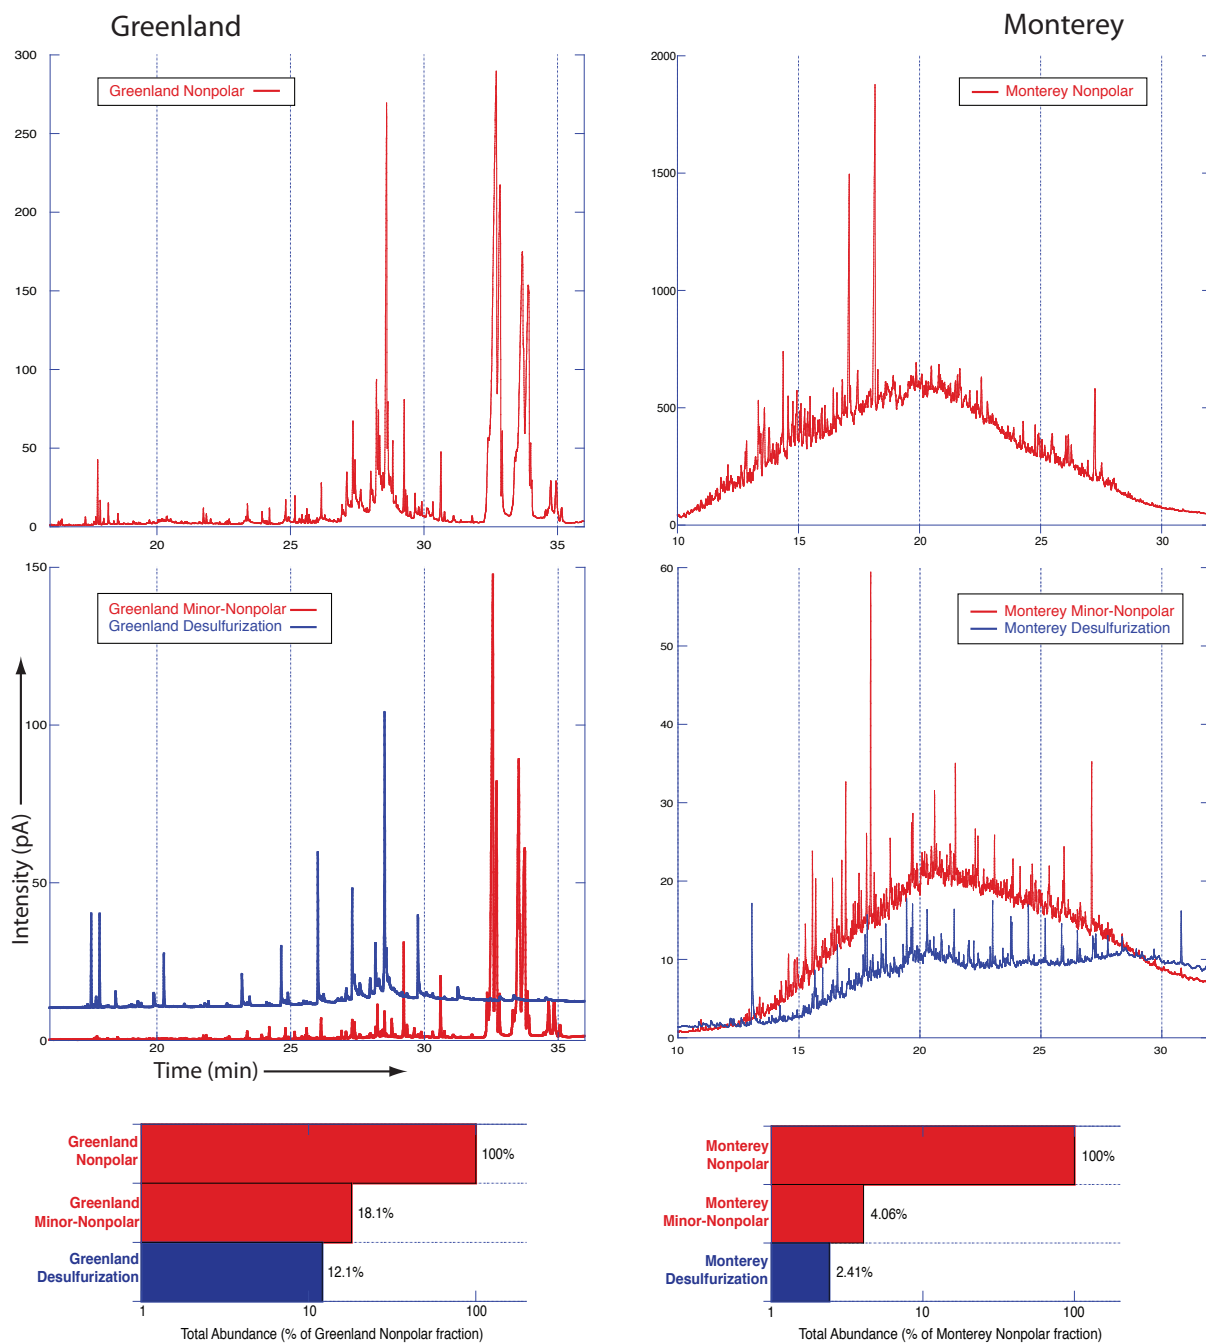 Greenland
Monterey
300
250
200
150
100
50
0
Greenland Nonpolar
20
25
30
35
2000
1500
1000
500
0
Monterey Nonpolar
10
15
20
25
30
150
100
50
0
Greenland Minor-Nonpolar
Greenland Desulfurization
20
25
30
35
Intensity (pA)
Time (min)
60
50
40
30
20
10
0
Monterey Minor-Nonpolar
Monterey Desulfurization
10
15
20
25
30
Greenland
Nonpolar
100%
Greenland
Minor-Nonpolar
18.1%
Greenland
Desulfurization
12.1%
1
10
100
Total Abundance (% of Greenland Nonpolar fraction)
Monterey
Nonpolar
100%
Monterey
Minor-Nonpolar
4.06%
Monterey
Desulfurization
2.41%
1
10
100
Total Abundance (% of Monterey Nonpolar fraction)